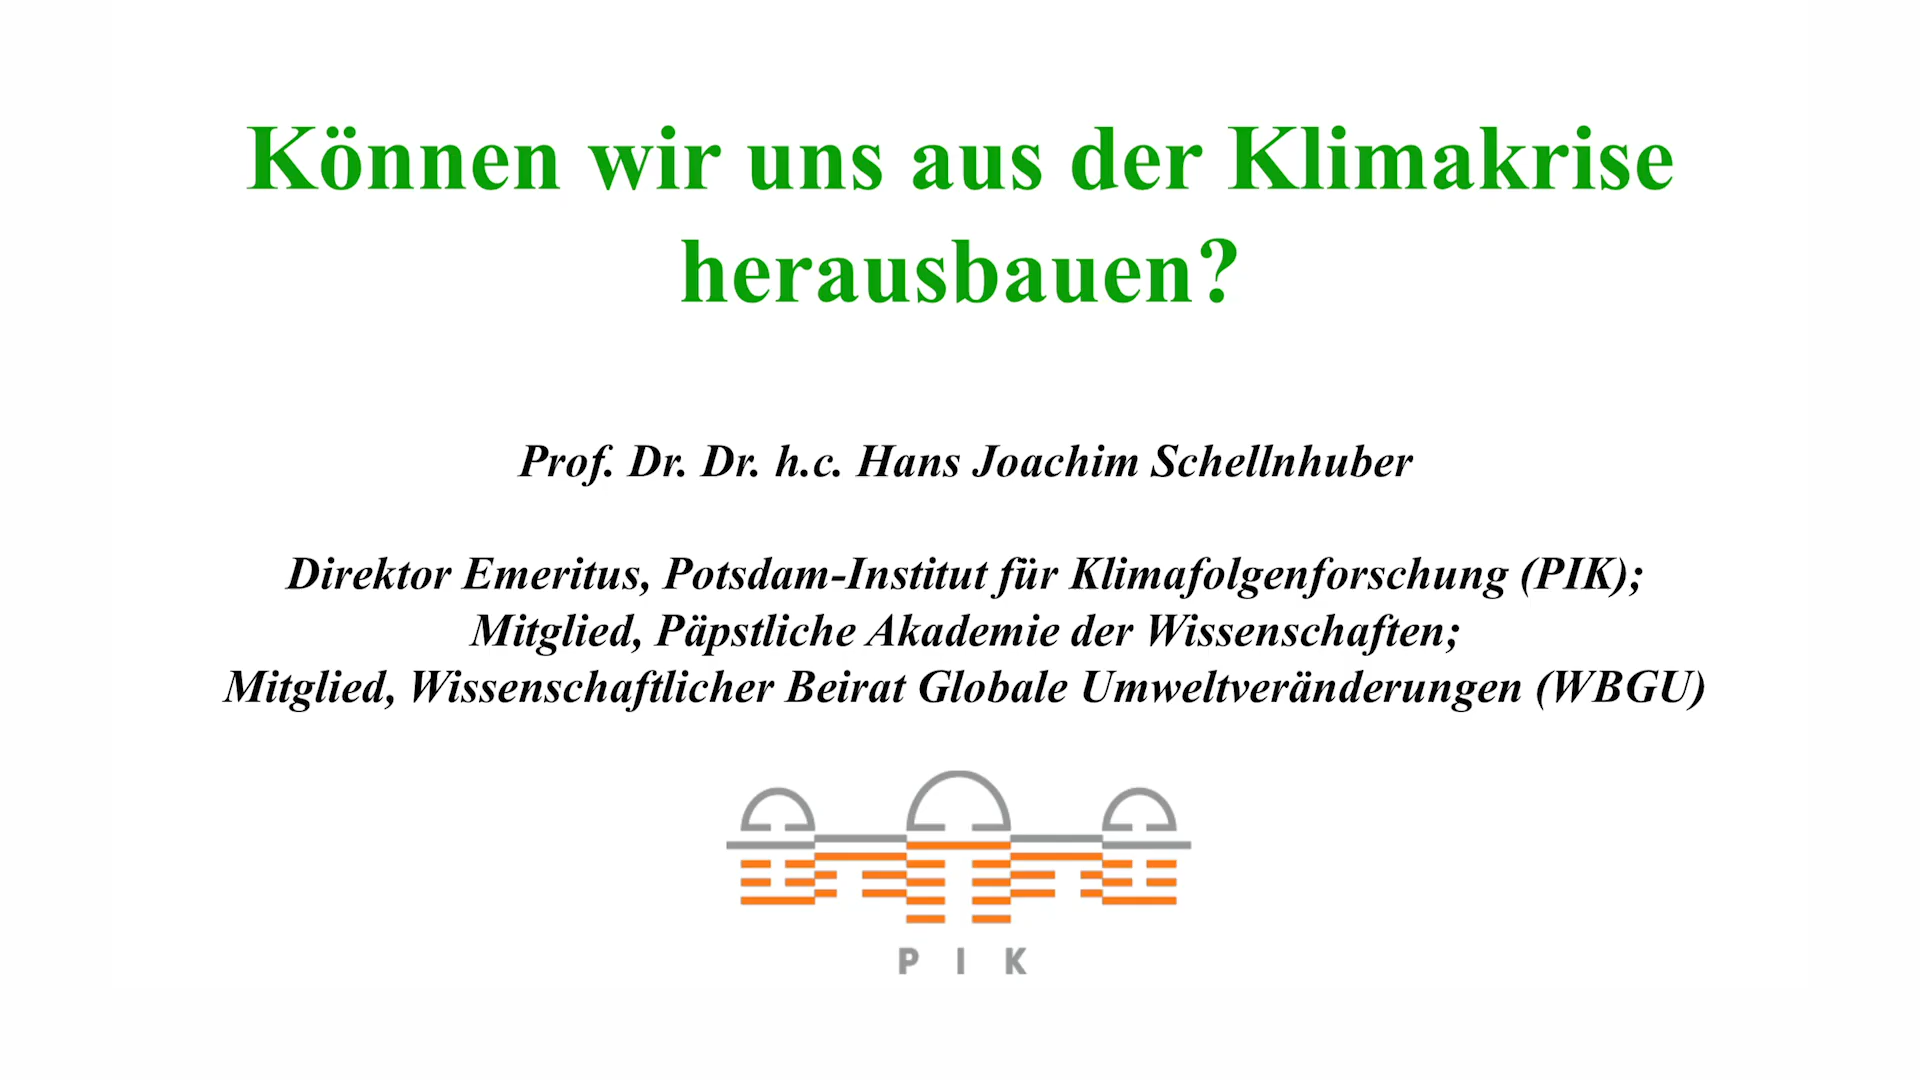 Können wir uns aus der Klimakrise
herausbauen?
Prof. Dr. Dr. h.c. Hans Joachim Schellnhuber
Direktor Emeritus, Potsdam-Institut für Klimafolgenforschung (PIK);
Mitglied, Päpstliche Akademie der Wissenschaften;
Mitglied, Wissenschaftlicher Beirat Globale Umweltveränderungen (WBGU)
PIK